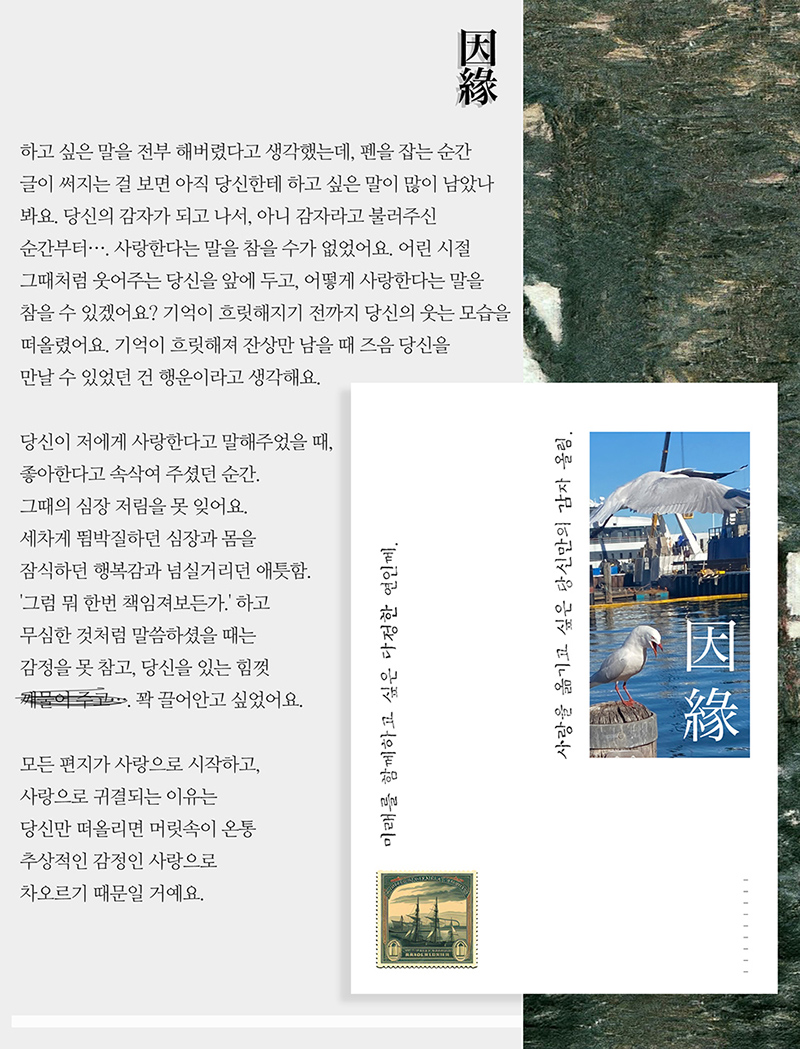 因緣
하고 싶은 말을 전부 해버렸다고 생각했는데, 펜을 잡는 순간
글이 써지는 걸 보면 아직 당신한테 하고 싶은 말이 많이 남았나
봐요. 당신의 감자가 되고 나서, 아니 감자라고 불러주신
순간부터…. 사랑한다는 말을 참을 수가 없었어요. 어린 시절
그때처럼 웃어주는 당신을 앞에 두고, 어떻게 사랑한다는 말을
참을 수 있겠어요? 기억이 흐릿해지기 전까지 당신의 웃는 모습을
떠올렸어요. 기억이 흐릿해져 잔상만 남을 때 즈음 당신을
만날 수 있었던 건 행운이라고 생각해요.
당신이 저에게 사랑한다고 말해주었을 때,
좋아한다고 속삭여 주셨던 순간.
그때의 심장 저림을 못 잊어요.
세차게 뜀박질하던 심장과 몸을
잠식하던 행복감과 넘실거리던 애틋함.
'그럼 뭐 한번 책임져보든가.' 하고
무심한 것처럼 말씀하셨을 때는
감정을 못 참고, 당신을 있는 힘껏
깨물어 주고…. 꽉 끌어안고 싶었어요.
모든 편지가 사랑으로 시작하고,
사랑으로 귀결되는 이유는
당신만 떠올리면 머릿속이 온통
추상적인 감정인 사랑으로
차오르기 때문일 거예요.
미래를 함께하고 싶은 다정한 연인께.
사랑을 옮기고 싶은 당신만의 감자 올림.
因緣